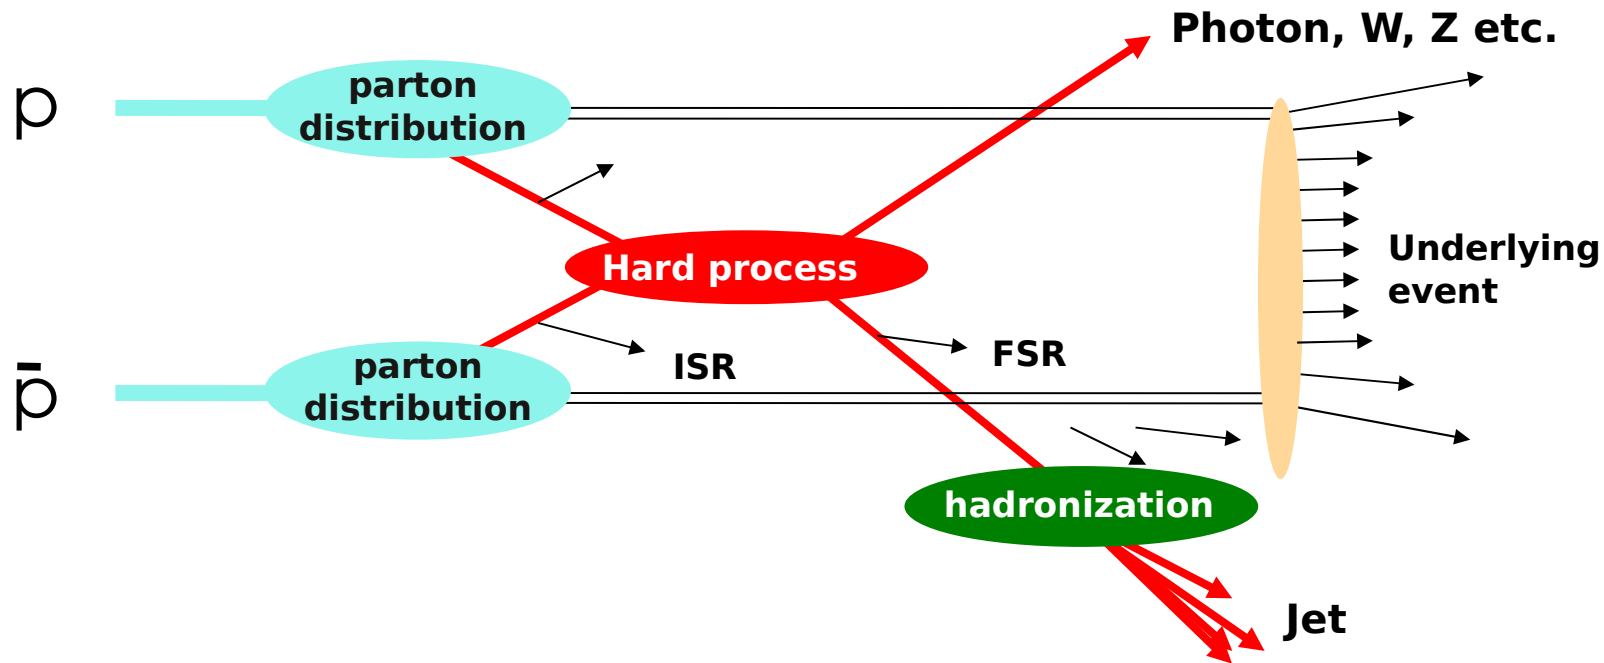 Photon, W, Z etc.
p
parton
distribution
Hard process
Underlying
event
p̄
parton
distribution
ISR
FSR
hadronization
Jet